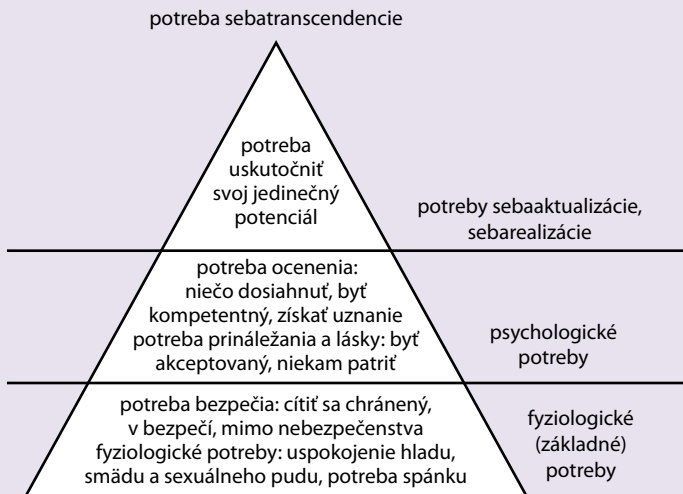 potreba sebatranscendencie
potreba
uskutočniť
svoj jedinečný
potenciál
potreby sebaaktualizácie,
sebarealizácie
potreba ocenenia:
niečo dosiahnuť, byť
kompetentný, získať uznanie
potreba prináležania a lásky: byť
akceptovaný, niekam patriť
psychologické
potreby
potreba bezpečia: cítiť sa chránený,
v bezpečí, mimo nebezpečenstva
fyziologické potreby: uspokojenie hladu,
smädu a sexuálneho pudu, potreba spánku
fyziologické
(základné)
potreby